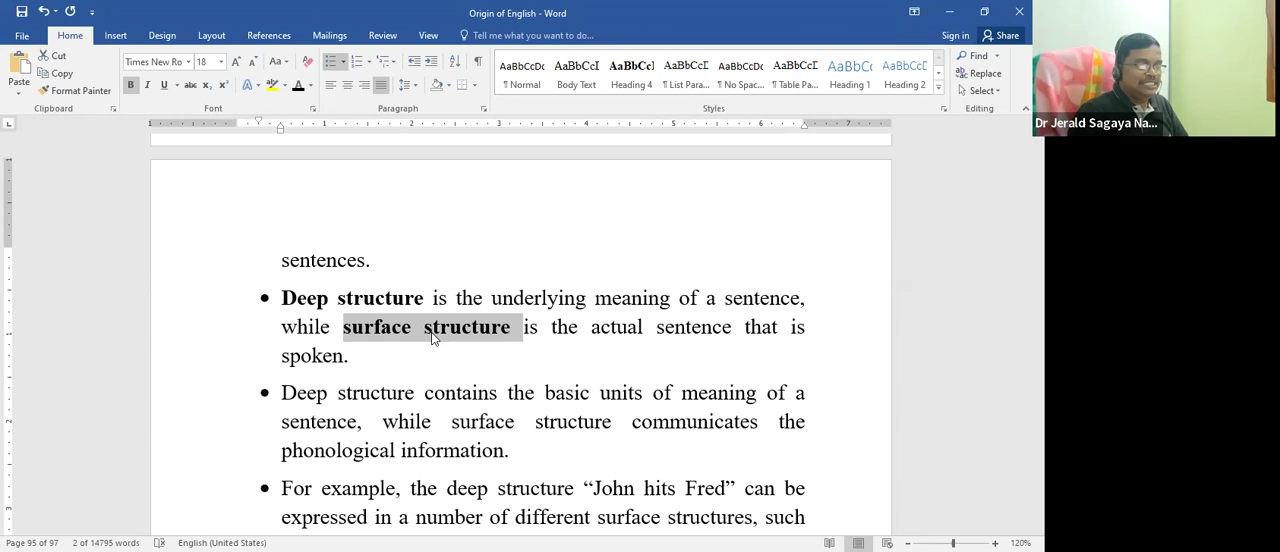 Origin of English - Word
File Home Insert Design Layout References Mailings Review View Tell me what you want to do... Sign in Share
Paste Cut Copy Format Painter
Times New Ro 18
AaBbCcDc AaBbCcI AaBbCcI AaBbCcDc AaBbCcDc AaBbCcI AaBbCc AaBbCcD
¶ Normal Body Text Heading 4 ¶ List Para... ¶ No Spac... ¶ Table Pa... Heading 1 Heading 2
Find Replace Select
Clipboard Font Paragraph Styles Editing
Dr Jerald Sagaya Na...
sentences.
• Deep structure is the underlying meaning of a sentence,
while surface structure is the actual sentence that is
spoken.
• Deep structure contains the basic units of meaning of a
sentence, while surface structure communicates the
phonological information.
• For example, the deep structure “John hits Fred” can be
expressed in a number of different surface structures, such
Page 95 of 97 2 of 14795 words English (United States) 120%